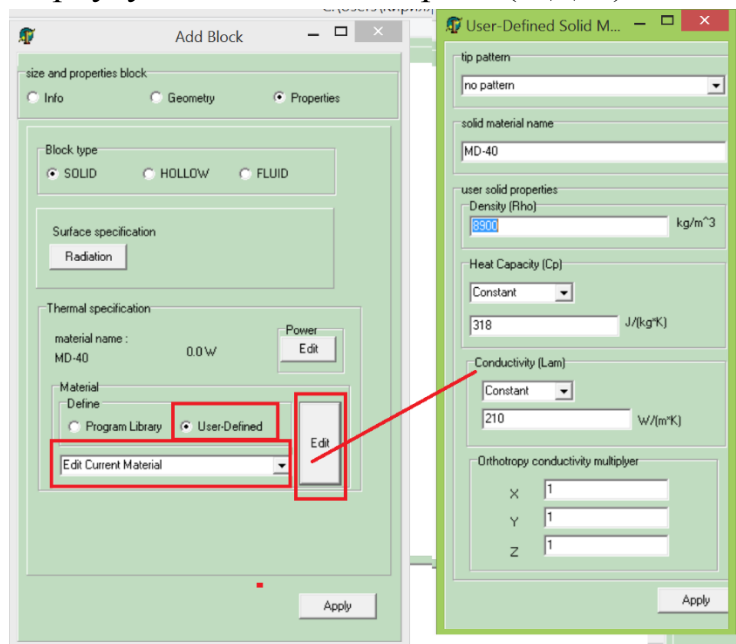 Add Block
size and properties block
Info
Geometry
Properties
Block type
SOLID
HOLLOW
FLUID
Surface specification
Radiation
Thermal specification
material name :
MD-40
0.0 W
Power
Edit
Material
Define
Program Library
User-Defined
Edit Current Material
Edit
Apply
User-Defined Solid M...
tip pattern
no pattern
solid material name
MD-40
user solid properties
Density (Rho)
8900
kg/m^3
Heat Capacity (Cp)
Constant
318
J/(kg*K)
Conductivity (Lam)
Constant
210
W/(m*K)
Orthotropy conductivity multiplyer
X
1
Y
1
Z
1
Apply